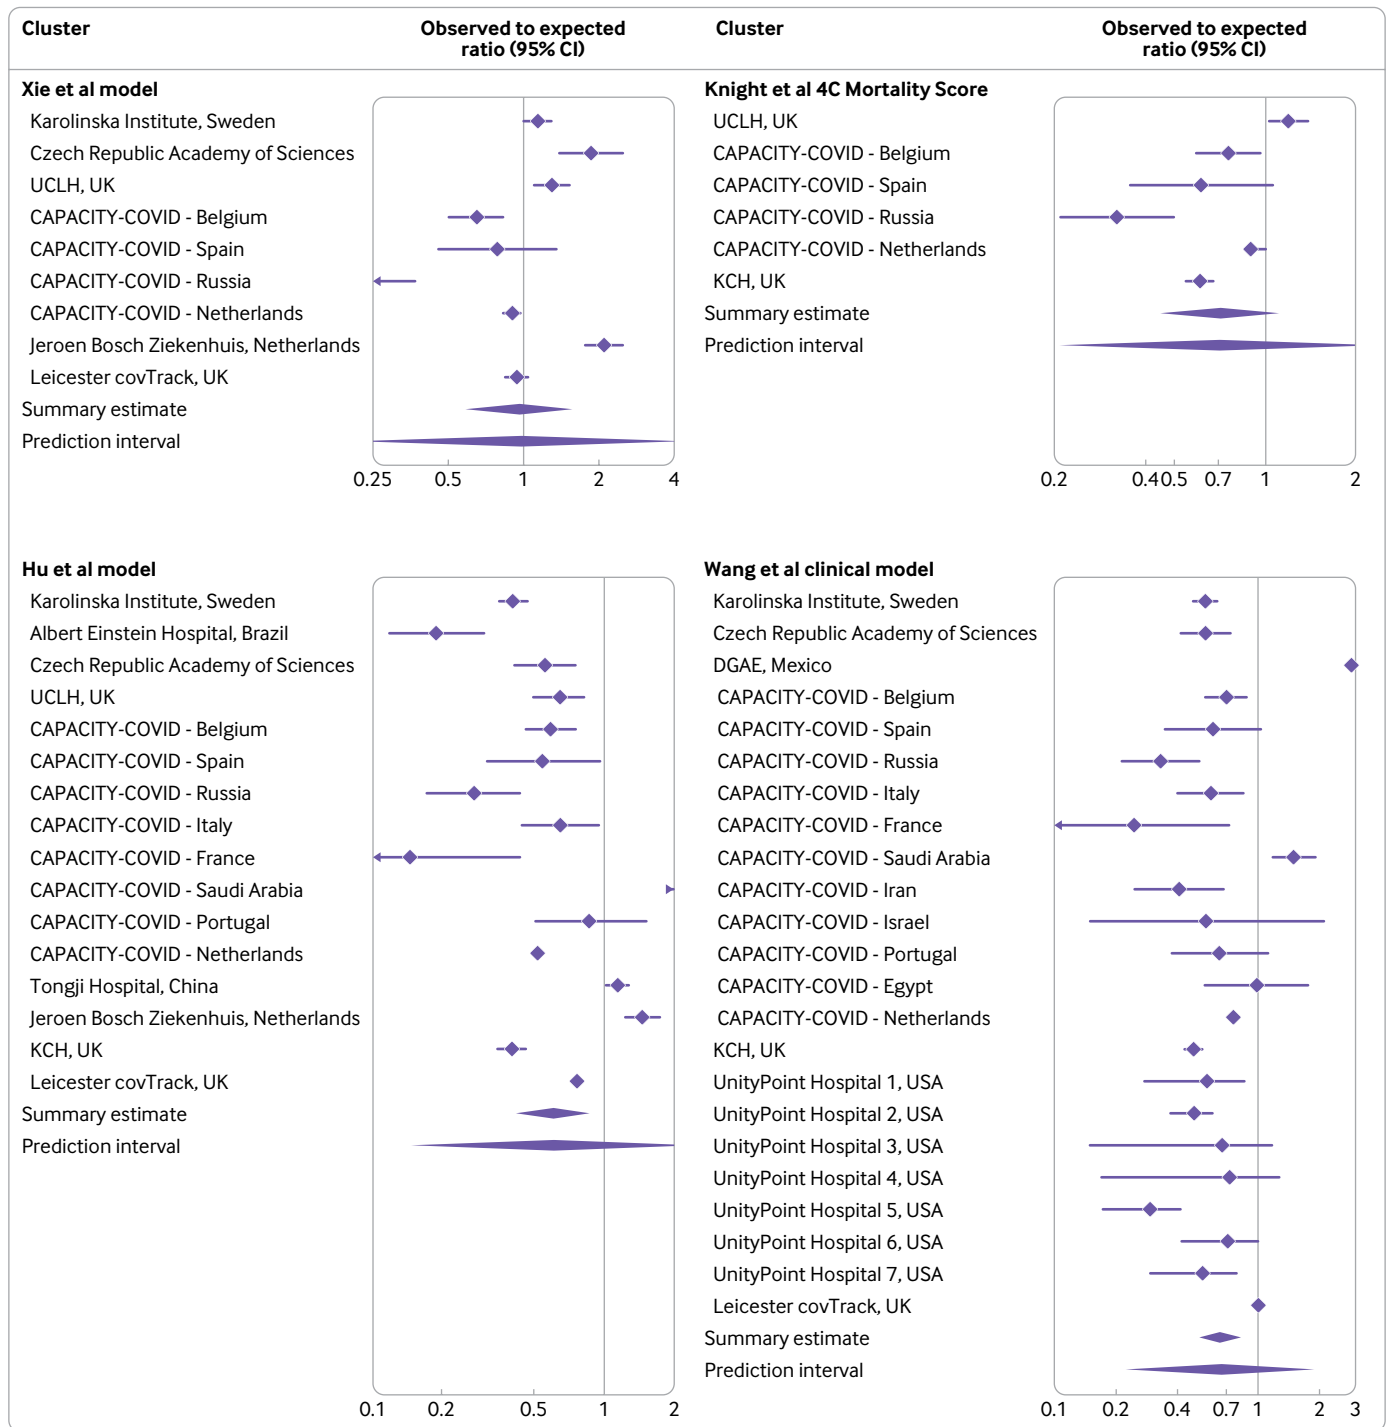 Cluster
Observed to expected
ratio (95% CI)
Cluster
Observed to expected
ratio (95% CI)
Xie et al model
Karolinska Institute, Sweden
Czech Republic Academy of Sciences
UCLH, UK
CAPACITY-COVID - Belgium
CAPACITY-COVID - Spain
CAPACITY-COVID - Russia
CAPACITY-COVID - Netherlands
Jeroen Bosch Ziekenhuis, Netherlands
Leicester covTrack, UK
Summary estimate
Prediction interval
0.25 0.5 1 2 4
Knight et al 4C Mortality Score
UCLH, UK
CAPACITY-COVID - Belgium
CAPACITY-COVID - Spain
CAPACITY-COVID - Russia
CAPACITY-COVID - Netherlands
KCH, UK
Summary estimate
Prediction interval
0.2 0.4 0.5 0.7 1 2
Hu et al model
Karolinska Institute, Sweden
Albert Einstein Hospital, Brazil
Czech Republic Academy of Sciences
UCLH, UK
CAPACITY-COVID - Belgium
CAPACITY-COVID - Spain
CAPACITY-COVID - Russia
CAPACITY-COVID - Italy
CAPACITY-COVID - France
CAPACITY-COVID - Saudi Arabia
CAPACITY-COVID - Portugal
CAPACITY-COVID - Netherlands
Tongji Hospital, China
Jeroen Bosch Ziekenhuis, Netherlands
KCH, UK
Leicester covTrack, UK
Summary estimate
Prediction interval
0.1 0.2 0.5 1 2
Wang et al clinical model
Karolinska Institute, Sweden
Czech Republic Academy of Sciences
DGAE, Mexico
CAPACITY-COVID - Belgium
CAPACITY-COVID - Spain
CAPACITY-COVID - Russia
CAPACITY-COVID - Italy
CAPACITY-COVID - France
CAPACITY-COVID - Saudi Arabia
CAPACITY-COVID - Iran
CAPACITY-COVID - Israel
CAPACITY-COVID - Portugal
CAPACITY-COVID - Egypt
CAPACITY-COVID - Netherlands
KCH, UK
UnityPoint Hospital 1, USA
UnityPoint Hospital 2, USA
UnityPoint Hospital 3, USA
UnityPoint Hospital 4, USA
UnityPoint Hospital 5, USA
UnityPoint Hospital 6, USA
UnityPoint Hospital 7, USA
Leicester covTrack, UK
Summary estimate
Prediction interval
0.1 0.2 0.4 0.7 1 2 3